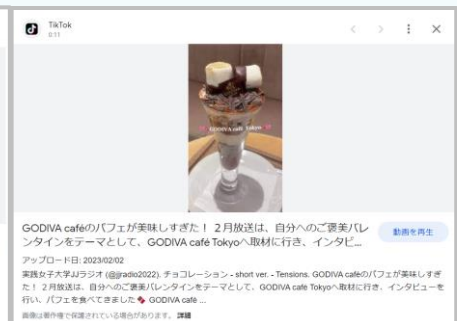 TikTok
0:11
GODIVA café Tokyo
GODIVA caféのパフェが美味しすぎた！ 2月放送は、自分へのご褒美バレ
ンタインをテーマとして、GODIVA café Tokyoへ取材に行き、インタビ...
動画を再生
アップロード日: 2023/02/02
実践女子大学JJラジオ (@jjradio2022). チョコレーション - short ver. - Tensions. GODIVA caféのパフェが美味しすぎ
た！ 2月放送は、自分へのご褒美バレンタインをテーマとして、GODIVA cafe Tokyoへ取材に行き、インタビューを
行い、パフェを食べてきました🍫 GODIVA café ...
画像は著作権で保護されている場合があります。 詳細